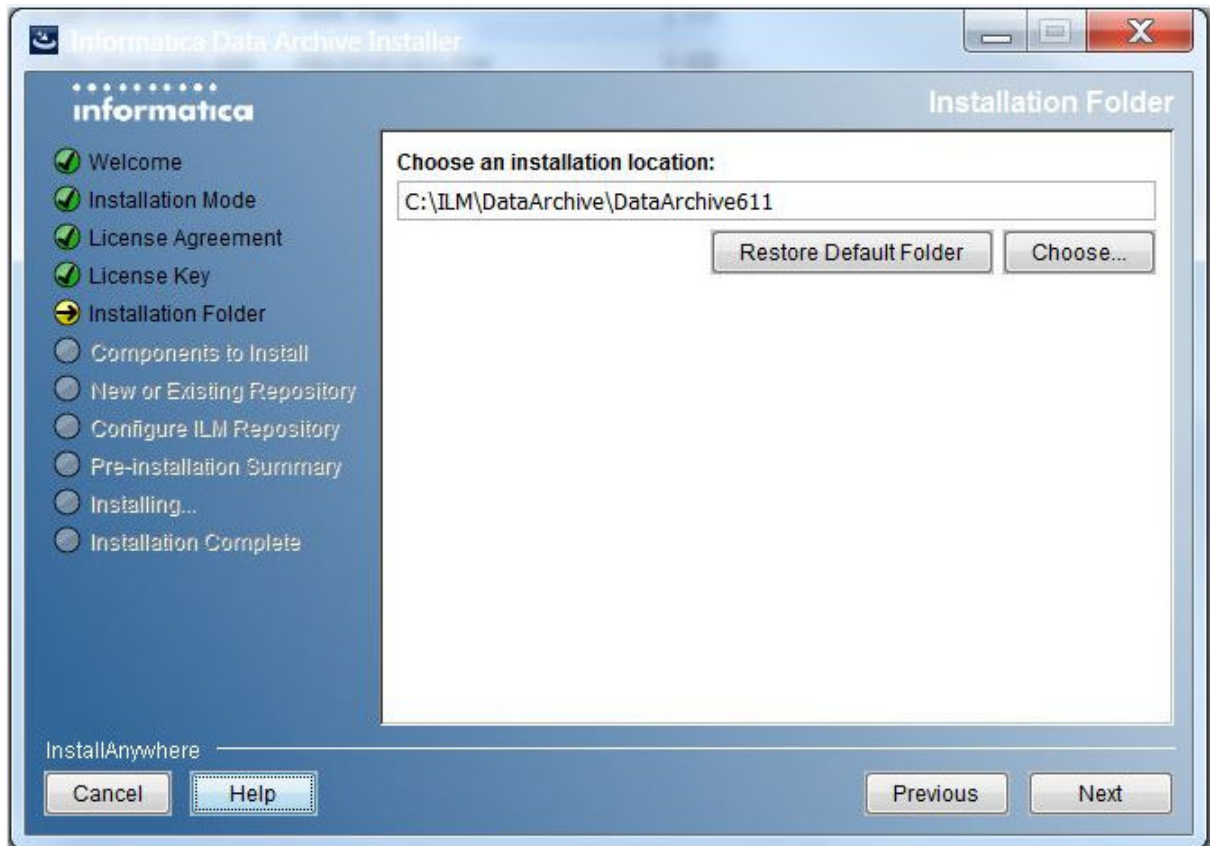 Informatica Data Archive Installer
informatica
Installation Folder
Welcome
Installation Mode
License Agreement
License Key
Installation Folder
Components to Install
New or Existing Repository
Configure ILM Repository
Pre-installation Summary
Installing...
Installation Complete
Choose an installation location:
C:\ILM\DataArchive\DataArchive611
Restore Default Folder
Choose...
InstallAnywhere
Cancel
Help
Previous
Next